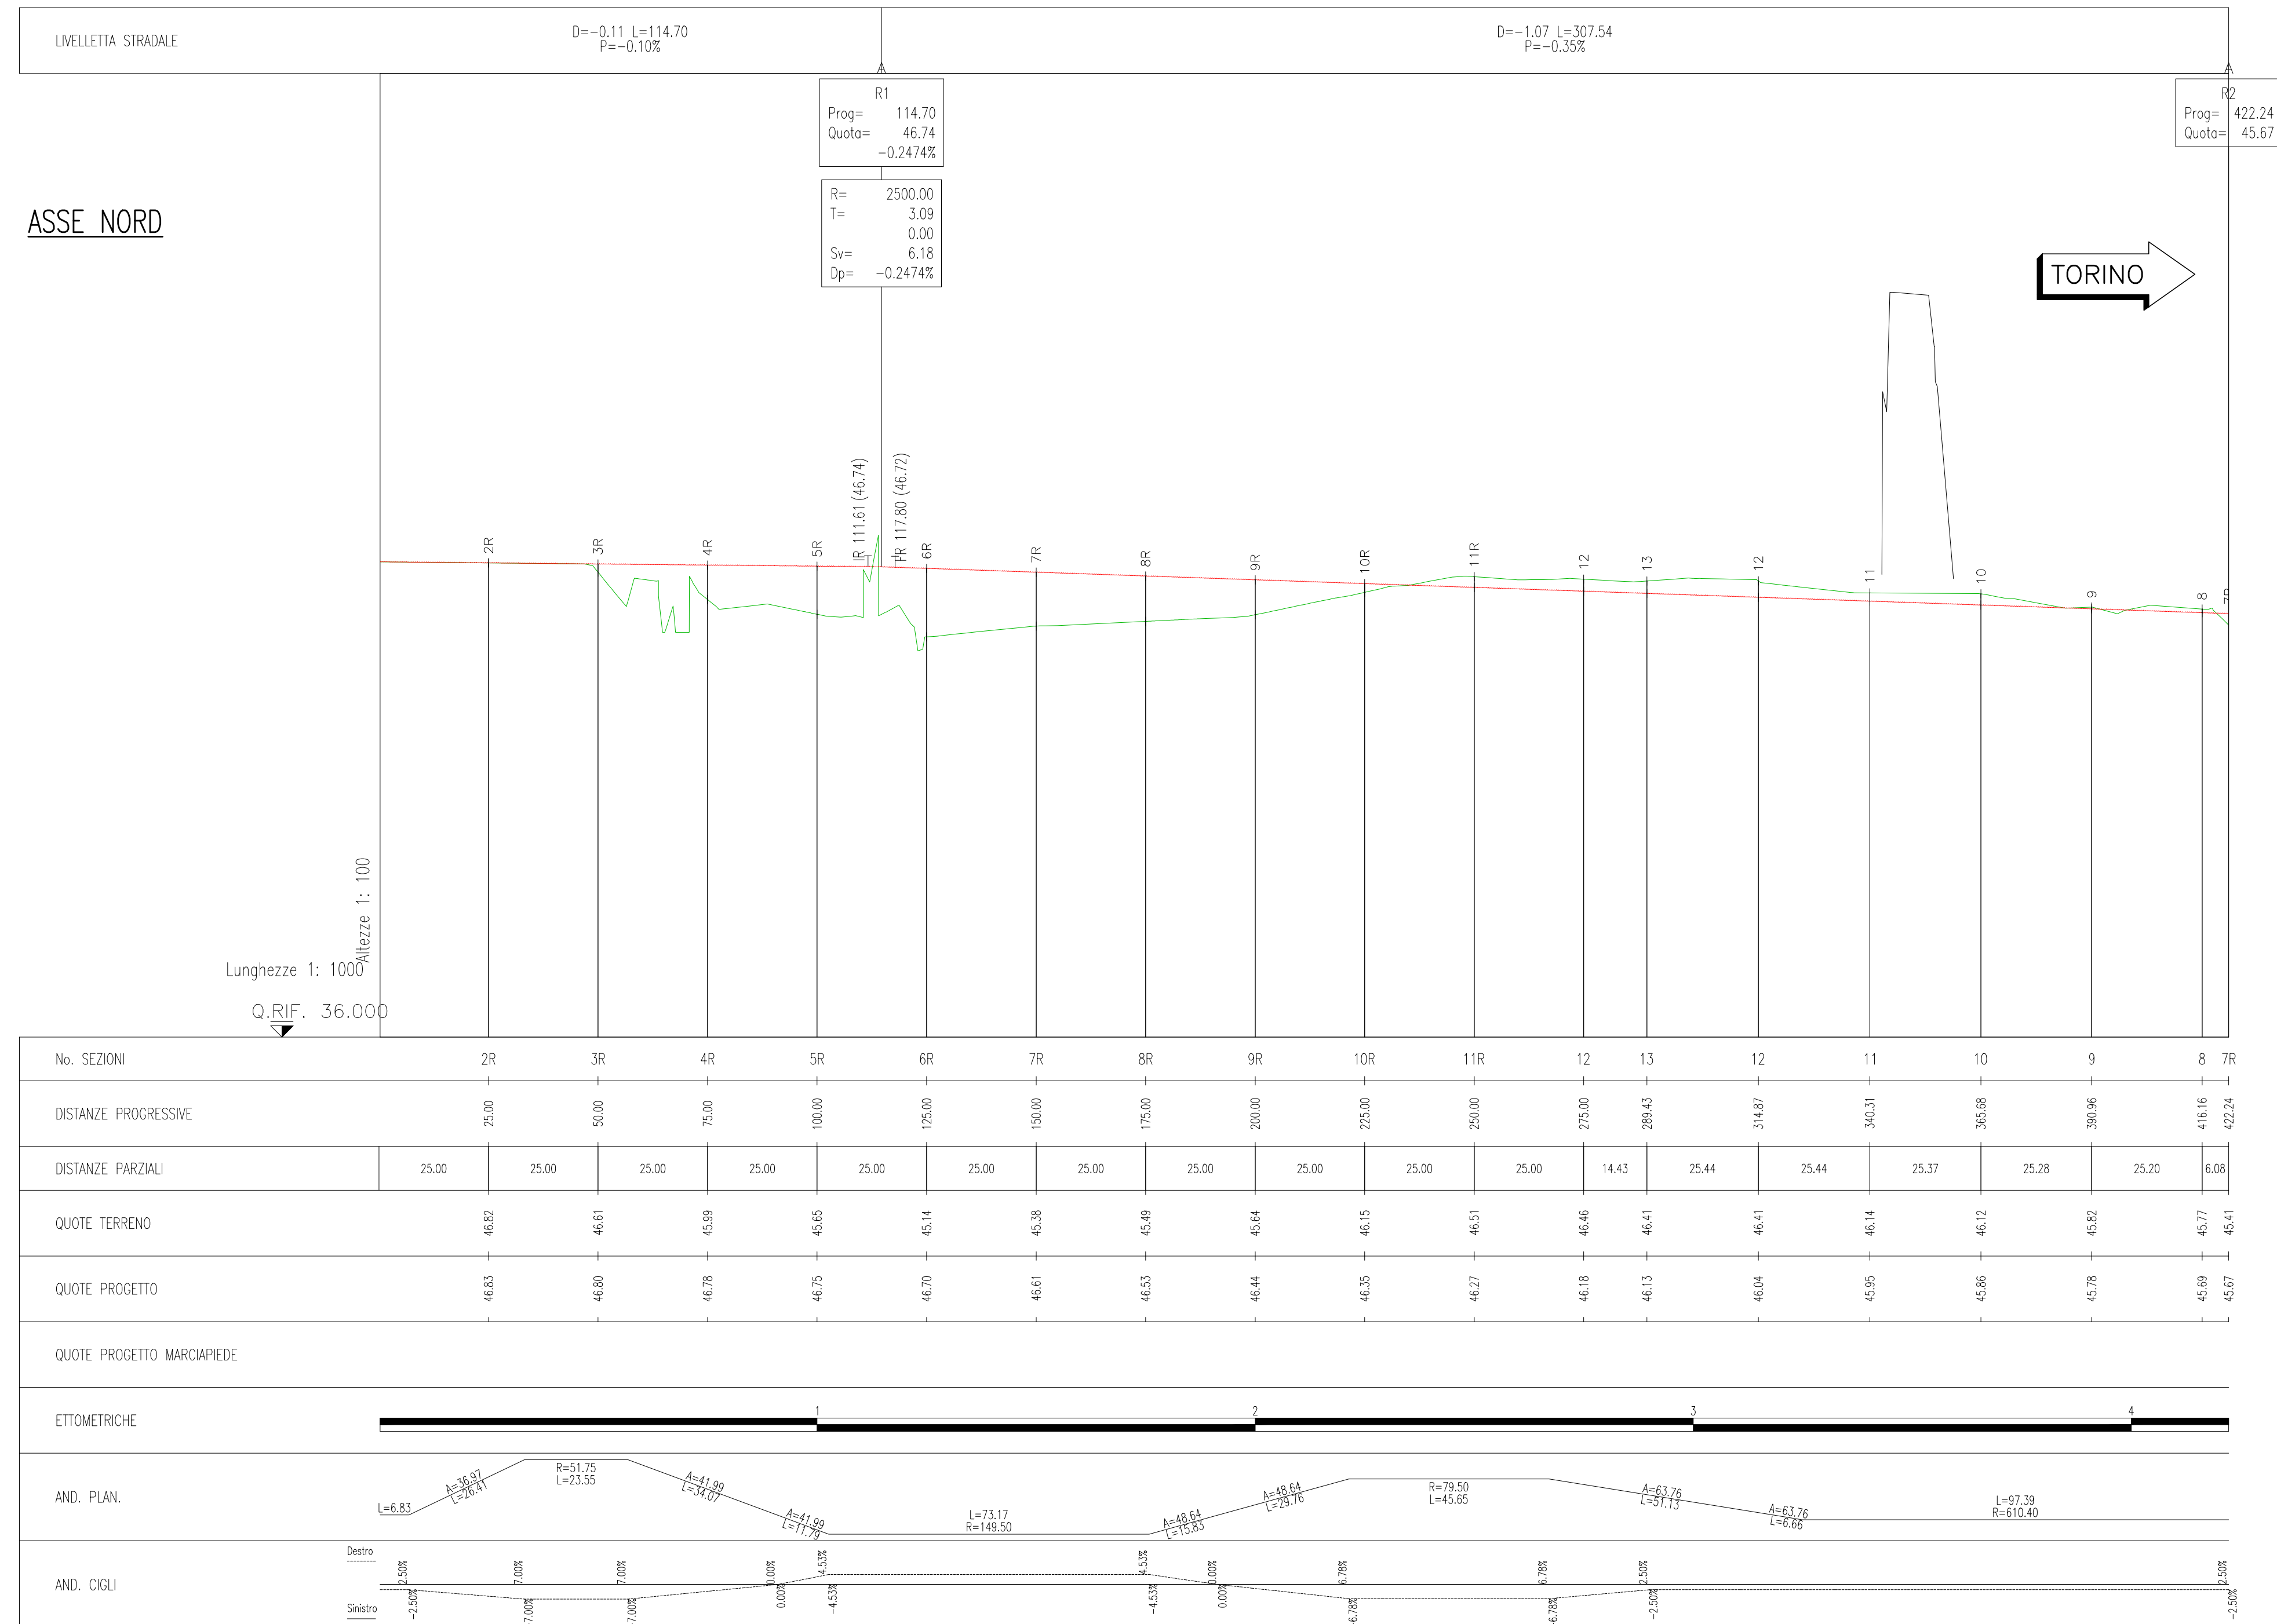 LIVELLETTA STRADALE
D=-0.11 L=114.70
P=-0.10%
D=-1.07 L=307.54
P=-0.35%
A
A
R1
Prog= 114.70
Quota= 46.74
-0.2474%
R2
Prog= 422.24
Quota= 45.67
R= 2500.00
T= 3.09
0.00
Sv= 6.18
Dp= -0.2474%
ASSE NORD
TORINO
IR 111.61 (46.74)
FR 117.80 (46.72)
T T
2R 3R 4R 5R 6R 7R 8R 9R 10R 11R 12 13 12 11 10 9 8 7R
Altezze 1: 100
Lunghezze 1: 1000
Q.RIF. 36.000
No. SEZIONI 2R 3R 4R 5R 6R 7R 8R 9R 10R 11R 12 13 12 11 10 9 8 7R
DISTANZE PROGRESSIVE 25.00 50.00 75.00 100.00 125.00 150.00 175.00 200.00 225.00 250.00 275.00 289.43 314.87 340.31 365.68 390.96 416.16 422.24
DISTANZE PARZIALI 25.00 25.00 25.00 25.00 25.00 25.00 25.00 25.00 25.00 25.00 25.00 14.43 25.44 25.44 25.37 25.28 25.20 6.08
QUOTE TERRENO 46.82 46.61 45.99 45.65 45.14 45.38 45.49 45.64 46.15 46.51 46.46 46.41 46.41 46.14 46.12 45.82 45.77 45.41
QUOTE PROGETTO 46.83 46.80 46.78 46.75 46.70 46.61 46.53 46.44 46.35 46.27 46.18 46.13 46.04 45.95 45.86 45.78 45.69 45.67
QUOTE PROGETTO MARCIAPIEDE
ETTOMETRICHE 1 2 3 4
AND. PLAN.
L=6.83
A=36.97
L=26.41
R=51.75
L=23.55
A=41.99
L=34.07
A=41.99
L=11.79
L=73.17
R=149.50
A=48.64
L=15.83
A=48.64
L=29.76
R=79.50
L=45.65
A=63.76
L=51.13
A=63.76
L=6.66
L=97.39
R=610.40
AND. CIGLI
Destro
2.50% 7.00% 7.00% 0.00% 4.53% 4.53% 0.00% 6.78% 6.78% 2.50% 2.50%
Sinistro
-2.50% 7.00% 7.00% 0.00% -4.53% -4.53% 0.00% 6.78% 6.78% -2.50% -2.50%